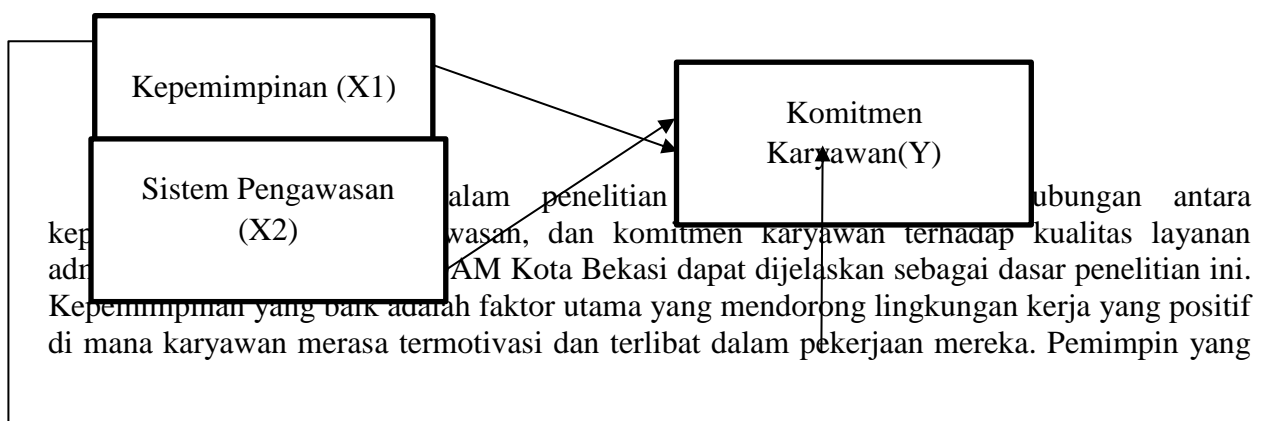 Kepemimpinan (X1)
Komitmen
Karyawan(Y)
Sistem Pengawasan
(X2)
alam penelitian ubungan antara
wasan, dan komitmen karyawan terhadap kualitas layanan
AM Kota Bekasi dapat dijelaskan sebagai dasar penelitian ini.
Kepemimpinan yang baik adalah faktor utama yang mendorong lingkungan kerja yang positif
di mana karyawan merasa termotivasi dan terlibat dalam pekerjaan mereka. Pemimpin yang